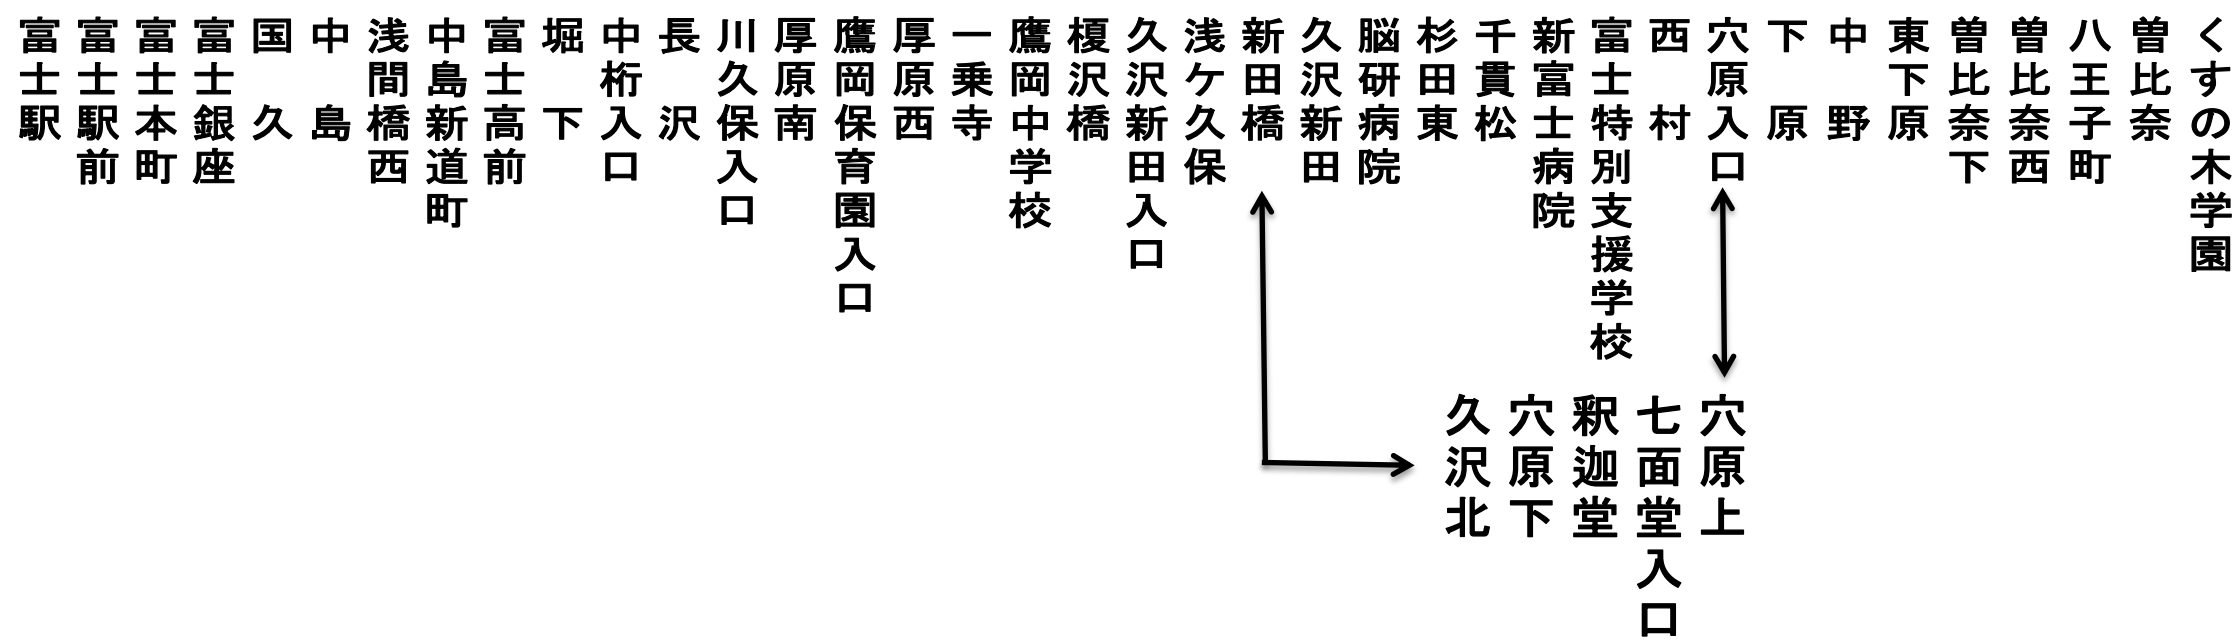 富士駅
富士駅前
富士本町
富士銀座
国久
中島
浅間橋西
中島新道町
富士高前
堀下
中桁入口
長沢
川久保入口
厚原南
鷹岡保育園入口
厚原西
一乗寺
鷹岡中学校
榎沢橋
久沢新田入口
浅ケ久保
新田橋
久沢新田
脳研病院
杉田東
千貫松
新富士病院
富士特別支援学校
西村
穴原入口
下原
中野
東下原
曽比奈下
曽比奈西
八王子町
曽比奈
くすの木学園
久沢北
穴原下
釈迦堂
七面堂入口
穴原上